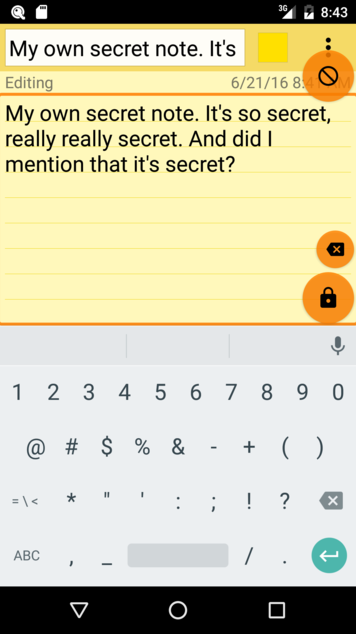 3G 8:43
My own secret note. It's
Editing 6/21/16 8:4
My own secret note. It's so secret,
really really secret. And did I
mention that it's secret?
1 2 3 4 5 6 7 8 9 0
@ # $ % & - + ( )
= \ < * " ' : ; ! ?
ABC , _ / .